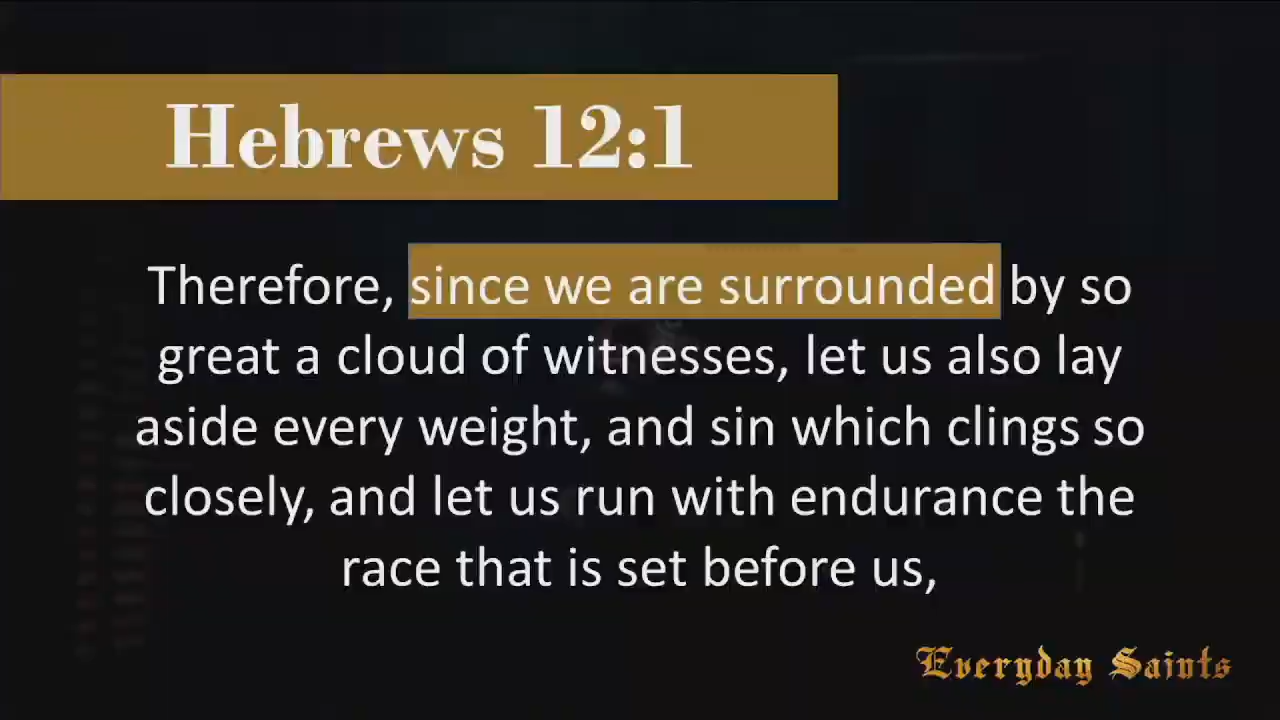 Hebrews 12:1
Therefore, since we are surrounded by so
great a cloud of witnesses, let us also lay
aside every weight, and sin which clings so
closely, and let us run with endurance the
race that is set before us,
Everyday Saints